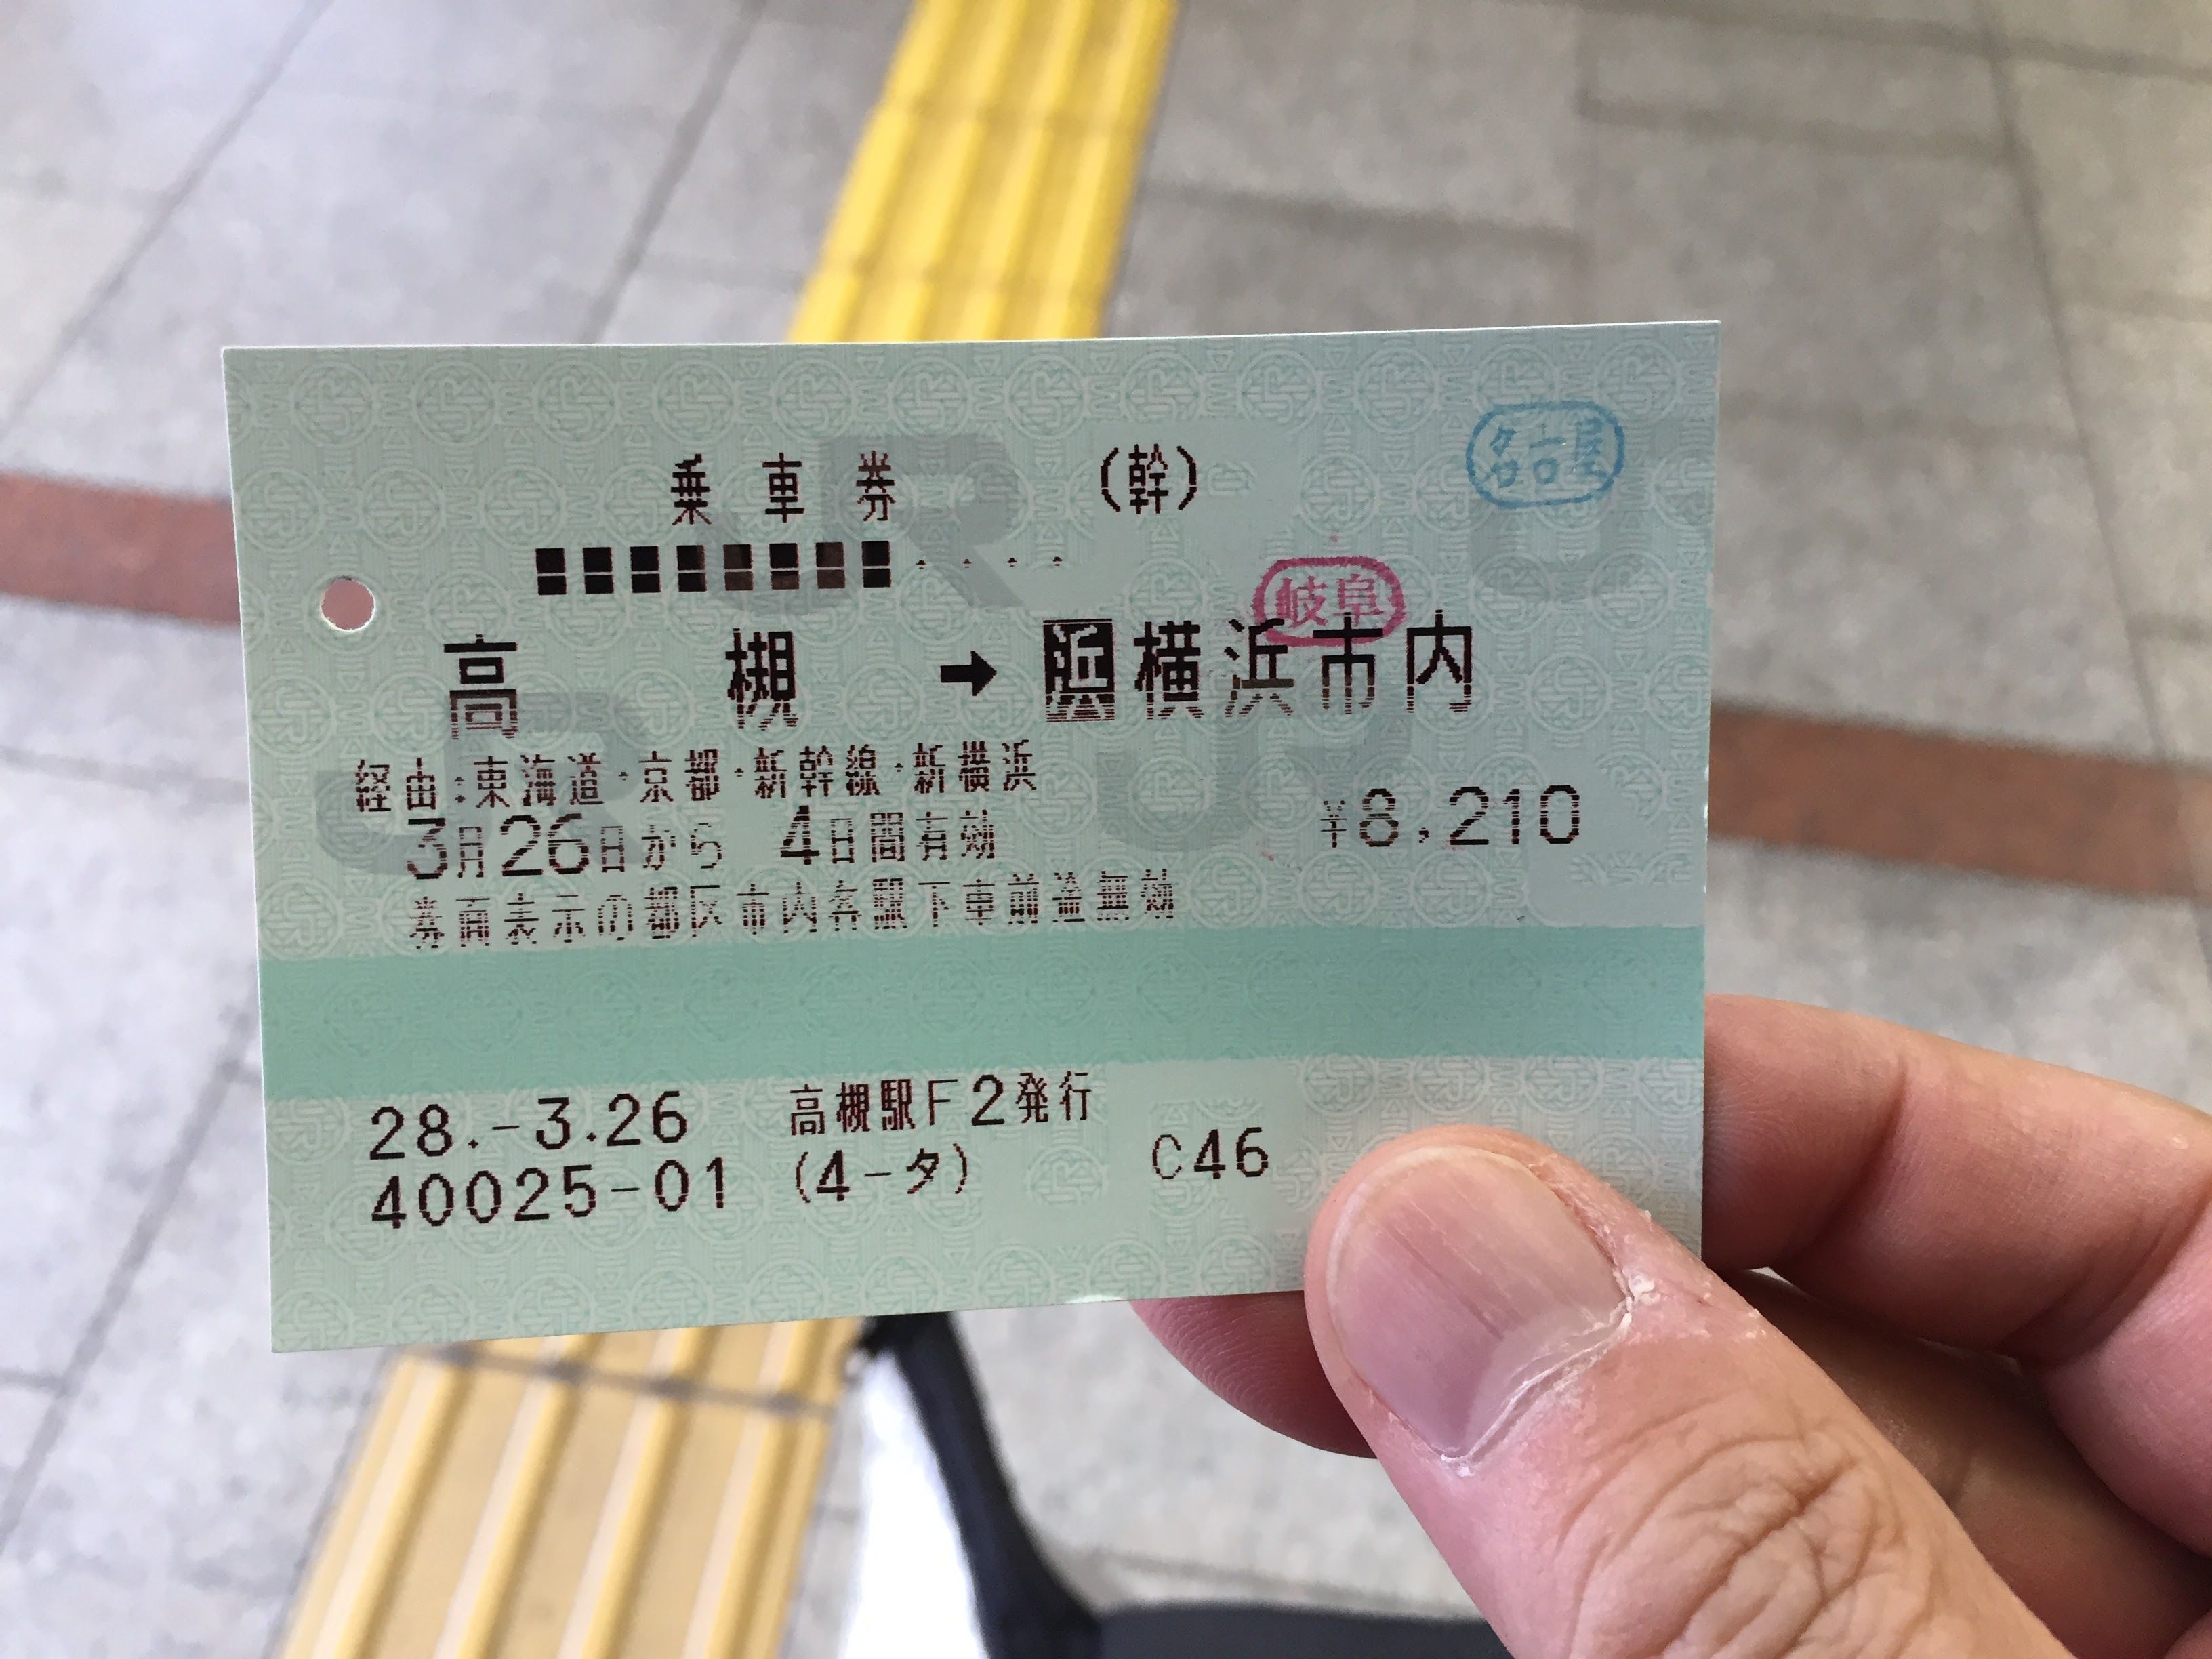 乗車券 (幹)
名古屋
岐阜
高槻 → 浜 横浜市内
経由:東海道・京都・新幹線・新横浜
3月26日から 4日間有効 ¥8,210
券面表示の都区市内各駅下車前途無効
28.-3.26 高槻駅F2発行
40025-01 (4-タ) C46